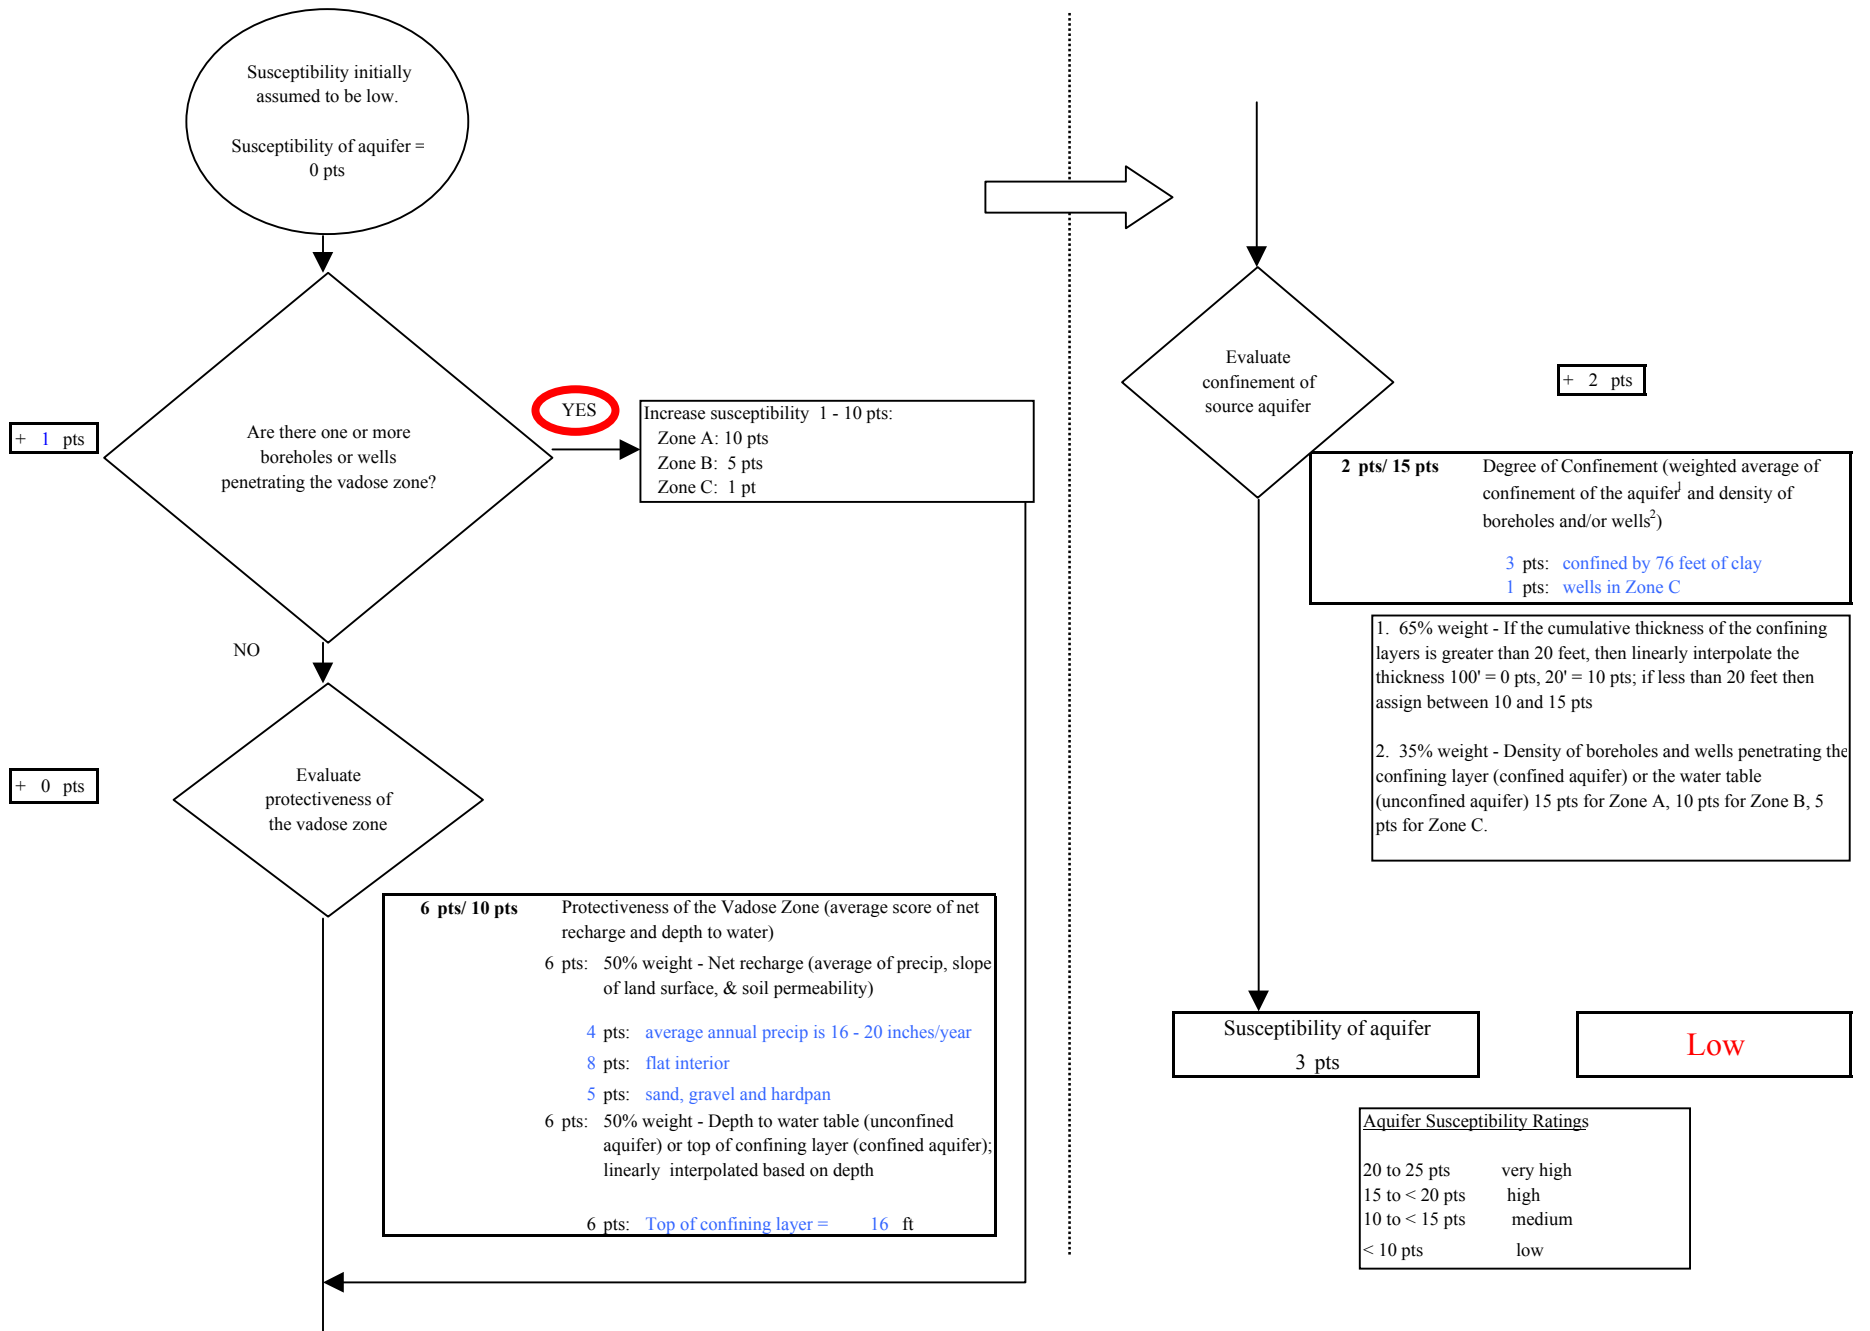 Susceptibility initially
assumed to be low.
Susceptibility of aquifer =
0 pts
+ 1 pts
Are there one or more
boreholes or wells
penetrating the vadose zone?
YES
Increase susceptibility 1 - 10 pts:
Zone A: 10 pts
Zone B: 5 pts
Zone C: 1 pt
NO
+ 0 pts
Evaluate
protectiveness of
the vadose zone
6 pts/ 10 pts Protectiveness of the Vadose Zone (average score of net
recharge and depth to water)
6 pts: 50% weight - Net recharge (average of precip, slope
of land surface, & soil permeability)
4 pts: average annual precip is 16 - 20 inches/year
8 pts: flat interior
5 pts: sand, gravel and hardpan
6 pts: 50% weight - Depth to water table (unconfined
aquifer) or top of confining layer (confined aquifer);
linearly interpolated based on depth
6 pts: Top of confining layer = 16 ft
Evaluate
confinement of
source aquifer
+ 2 pts
2 pts/ 15 pts Degree of Confinement (weighted average of
confinement of the aquifer1 and density of
boreholes and/or wells2)
3 pts: confined by 76 feet of clay
1 pts: wells in Zone C
1. 65% weight - If the cumulative thickness of the confining
layers is greater than 20 feet, then linearly interpolate the
thickness 100' = 0 pts, 20' = 10 pts; if less than 20 feet then
assign between 10 and 15 pts
2. 35% weight - Density of boreholes and wells penetrating the
confining layer (confined aquifer) or the water table
(unconfined aquifer) 15 pts for Zone A, 10 pts for Zone B, 5
pts for Zone C.
Susceptibility of aquifer
3 pts
Low
Aquifer Susceptibility Ratings
20 to 25 pts very high
15 to < 20 pts high
10 to < 15 pts medium
< 10 pts low